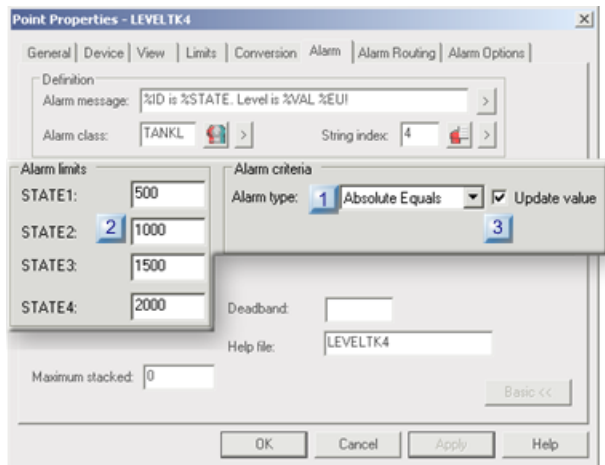 Point Properties - LEVELTK4
General Device View Limits Conversion Alarm Alarm Routing Alarm Options
Definition
Alarm message: %ID is %STATE. Level is %VAL %EU!
Alarm class: TANKL > String index: 4 >
Alarm limits
STATE1: 500
STATE2: 2 1000
STATE3: 1500
STATE4: 2000
Alarm criteria
Alarm type: 1 Absolute Equals Update value
3
Deadband:
Help file: LEVELTK4
Maximum stacked: 0
Basic <<
OK Cancel Apply Help